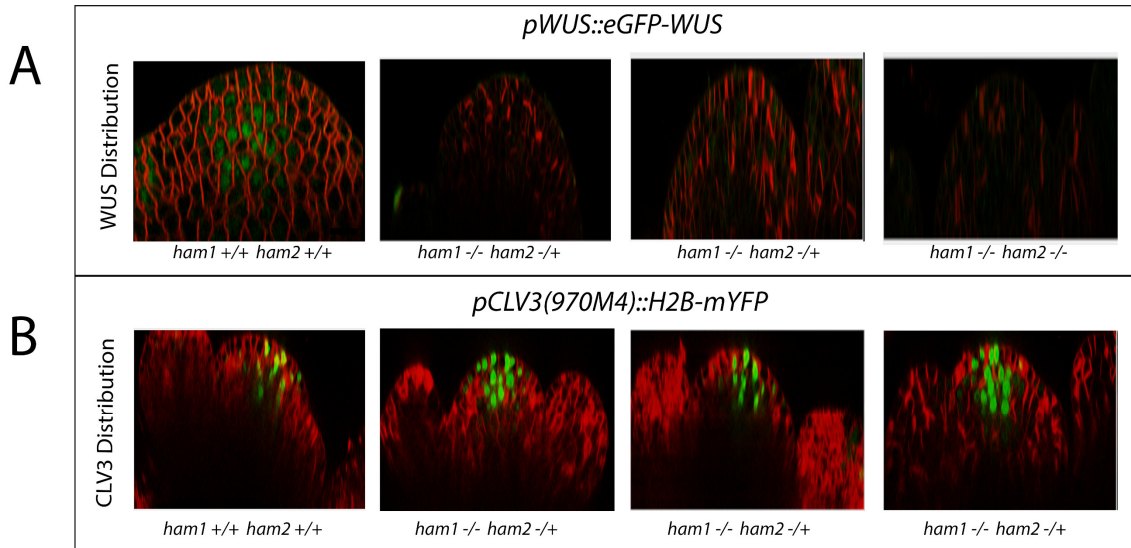 A
pWUS::eGFP-WUS
WUS Distribution
ham1 +/+ ham2 +/+
ham1 -/- ham2 -/+
ham1 -/- ham2 -/+
ham1 -/- ham2 -/-
B
pCLV3(970M4)::H2B-mYFP
CLV3 Distribution
ham1 +/+ ham2 +/+
ham1 -/- ham2 -/+
ham1 -/- ham2 -/+
ham1 -/- ham2 -/+